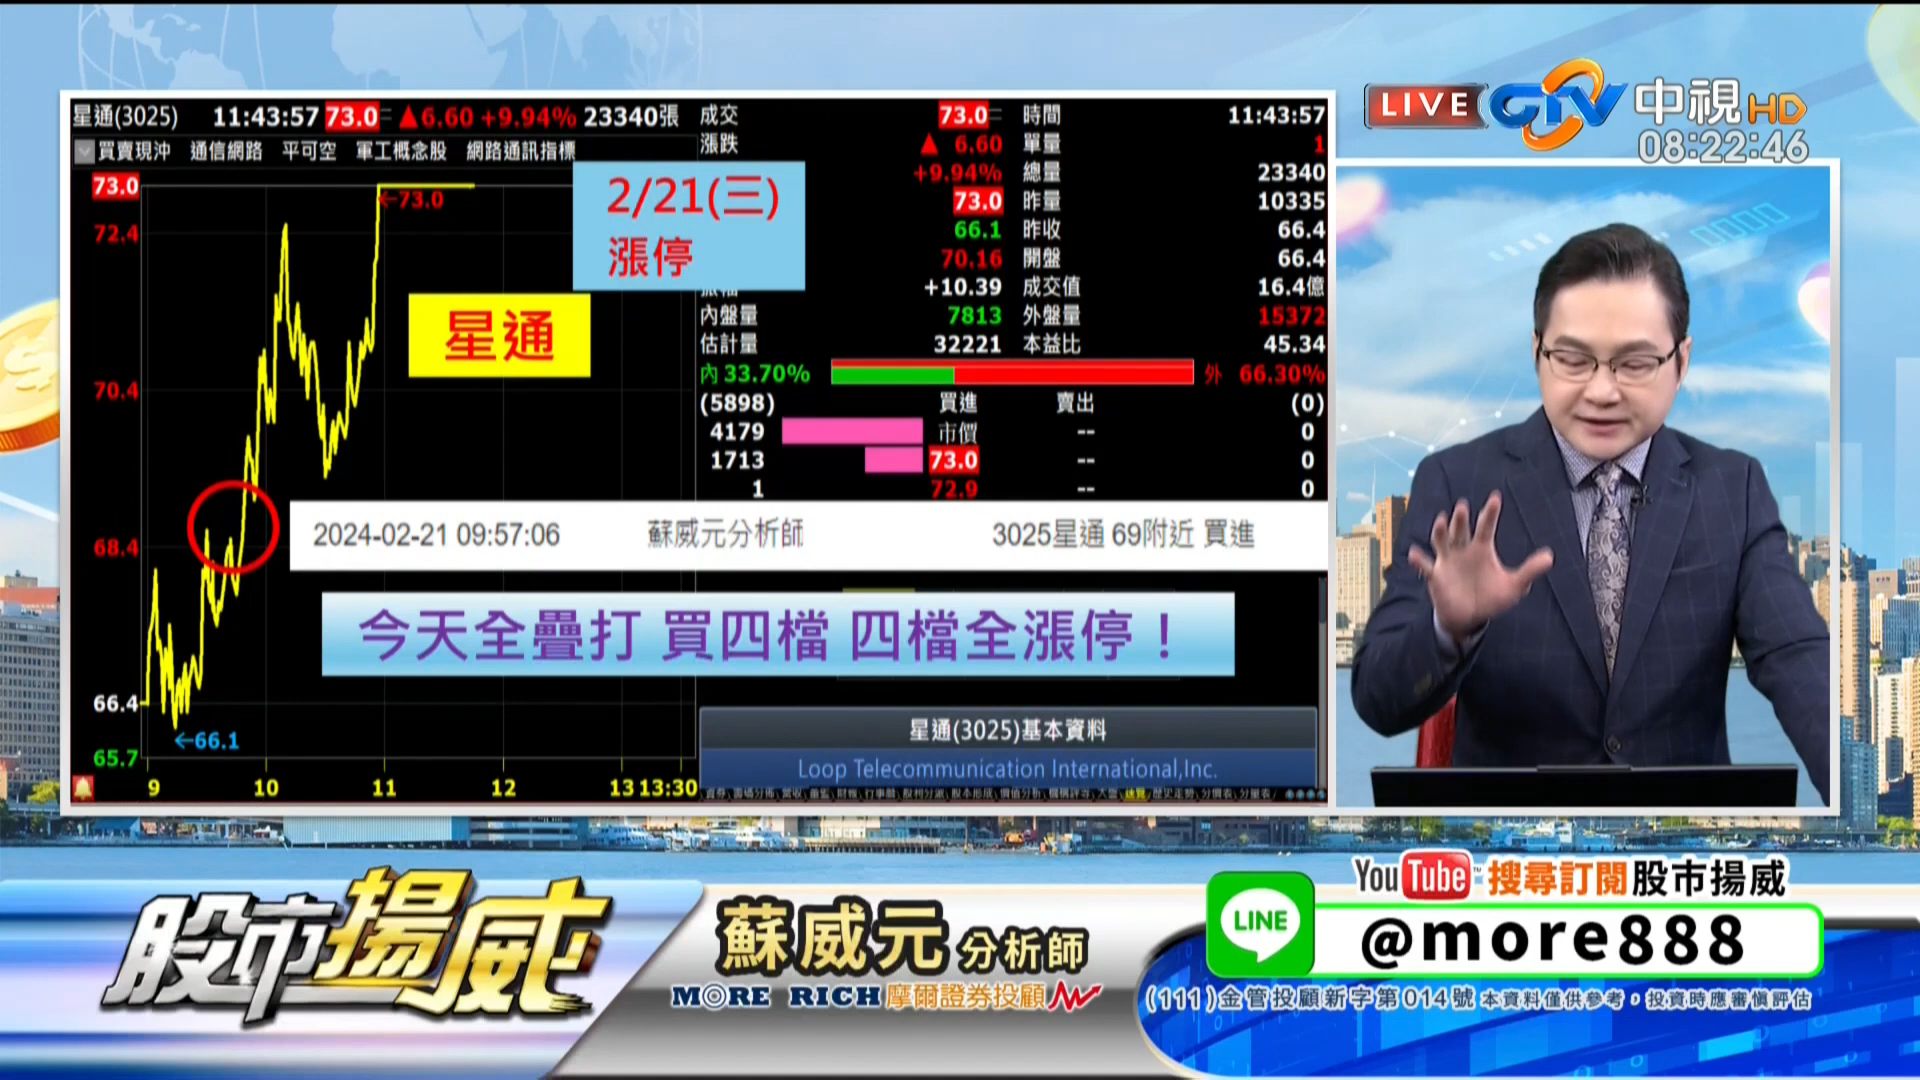 星通(3025) 11:43:57 73.0 ▲6.60 +9.94% 23340張
買賣現沖 通信網路 平可空 軍工概念股 網路通訊指標
73.0
72.4
70.4
68.4
66.4
65.7
←73.0
←66.1
9 10 11 12 13 13:30
2/21(三)
漲停
星通
成交 73.0 時間 11:43:57
漲跌 ▲ 6.60 單量 1
+9.94% 總量 23340
73.0 昨量 10335
66.1 昨收 66.4
70.16 開盤 66.4
+10.39 成交值 16.4億
內盤量 7813 外盤量 15372
估計量 32221 本益比 45.34
內 33.70% 外 66.30%
(5898) 買進 賣出 (0)
4179 市價 -- 0
1713 73.0 -- 0
1 72.9 -- 0
2024-02-21 09:57:06 蘇威元分析師 3025星通 69附近 買進
今天全疊打 買四檔 四檔全漲停！
星通(3025)基本資料
Loop Telecommunication International,Inc.
LIVE CTV 中視 HD
08:22:46
股市揚威
蘇威元 分析師
MORE RICH 摩爾證券投顧
YouTube 搜尋訂閱 股市揚威
LINE @more888
(111)金管投顧新字第014號 本資料僅供參考，投資時應審慎評估